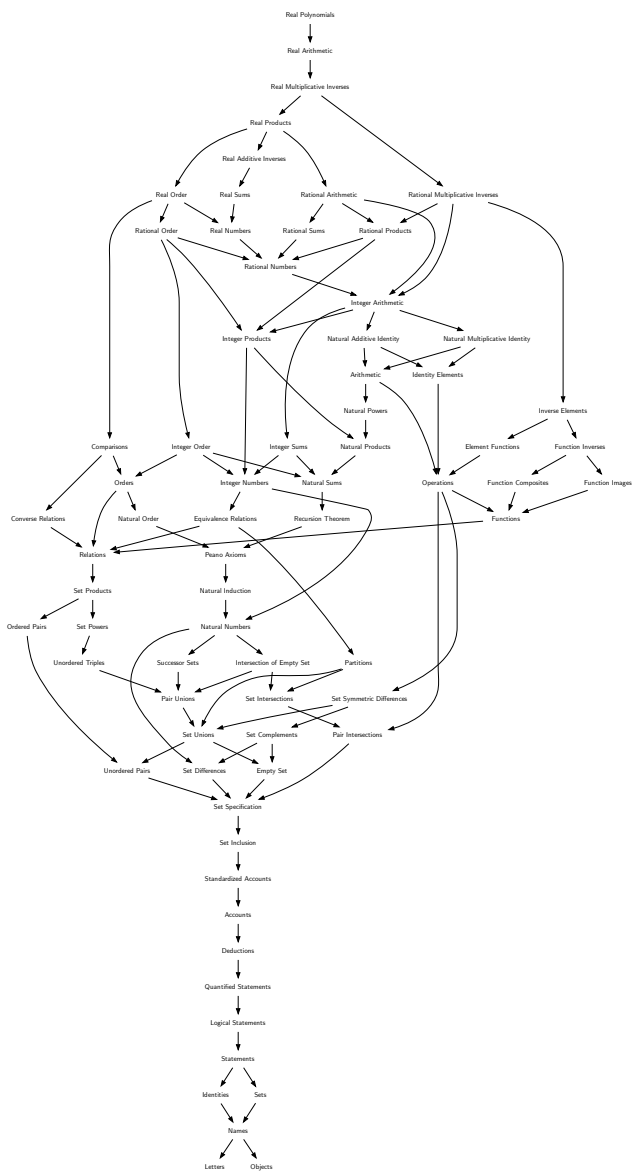 Real Polynomials
Real Arithmetic
Real Multiplicative Inverses
Real Products
Real Additive Inverses
Real Order
Real Sums
Rational Arithmetic
Rational Multiplicative Inverses
Rational Order
Real Numbers
Rational Sums
Rational Products
Rational Numbers
Integer Arithmetic
Integer Products
Natural Additive Identity
Natural Multiplicative Identity
Arithmetic
Identity Elements
Natural Powers
Inverse Elements
Comparisons
Integer Order
Integer Sums
Natural Products
Element Functions
Function Inverses
Orders
Integer Numbers
Natural Sums
Operations
Function Composites
Function Images
Converse Relations
Natural Order
Equivalence Relations
Recursion Theorem
Functions
Relations
Peano Axioms
Set Products
Natural Induction
Ordered Pairs
Set Powers
Natural Numbers
Unordered Triples
Successor Sets
Intersection of Empty Set
Partitions
Pair Unions
Set Intersections
Set Symmetric Differences
Set Unions
Set Complements
Pair Intersections
Unordered Pairs
Set Differences
Empty Set
Set Specification
Set Inclusion
Standardized Accounts
Accounts
Deductions
Quantified Statements
Logical Statements
Statements
Identities
Sets
Names
Letters
Objects